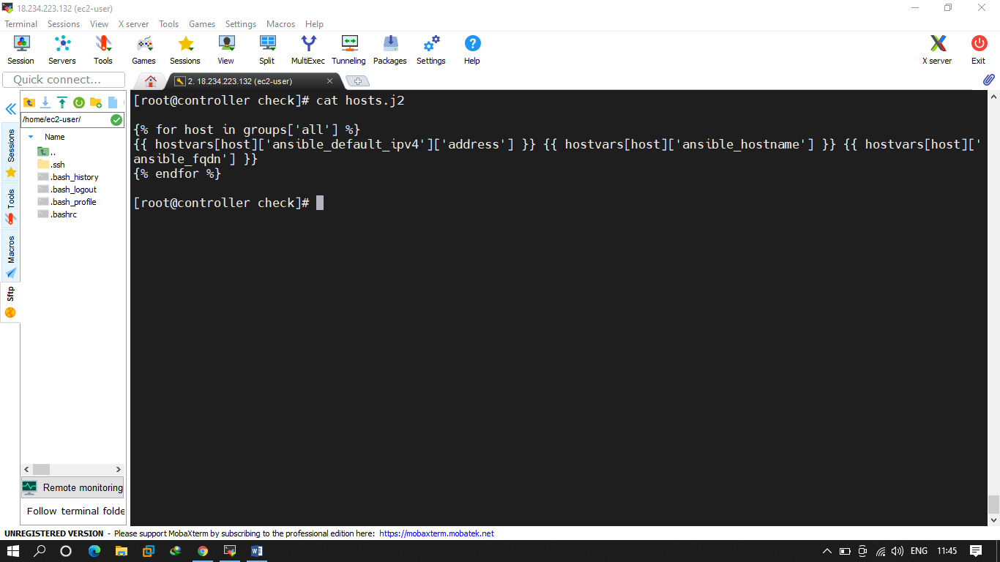 18.234.223.132 (ec2-user)
Terminal Sessions View X server Tools Games Settings Macros Help
Session Servers Tools Games Sessions View Split MultiExec Tunneling Packages Settings Help X server Exit
Quick connect...
2. 18.234.223.132 (ec2-user)
/home/ec2-user/
Name
..
.ssh
.bash_history
.bash_logout
.bash_profile
.bashrc
Sessions
Tools
Macros
Sftp
Remote monitoring
Follow terminal folde
[root@controller check]# cat hosts.j2
{% for host in groups['all'] %}
{{ hostvars[host]['ansible_default_ipv4']['address'] }} {{ hostvars[host]['ansible_hostname'] }} {{ hostvars[host]['
ansible_fqdn'] }}
{% endfor %}
[root@controller check]#
UNREGISTERED VERSION - Please support MobaXterm by subscribing to the professional edition here: https://mobaxterm.mobatek.net
ENG 11:45